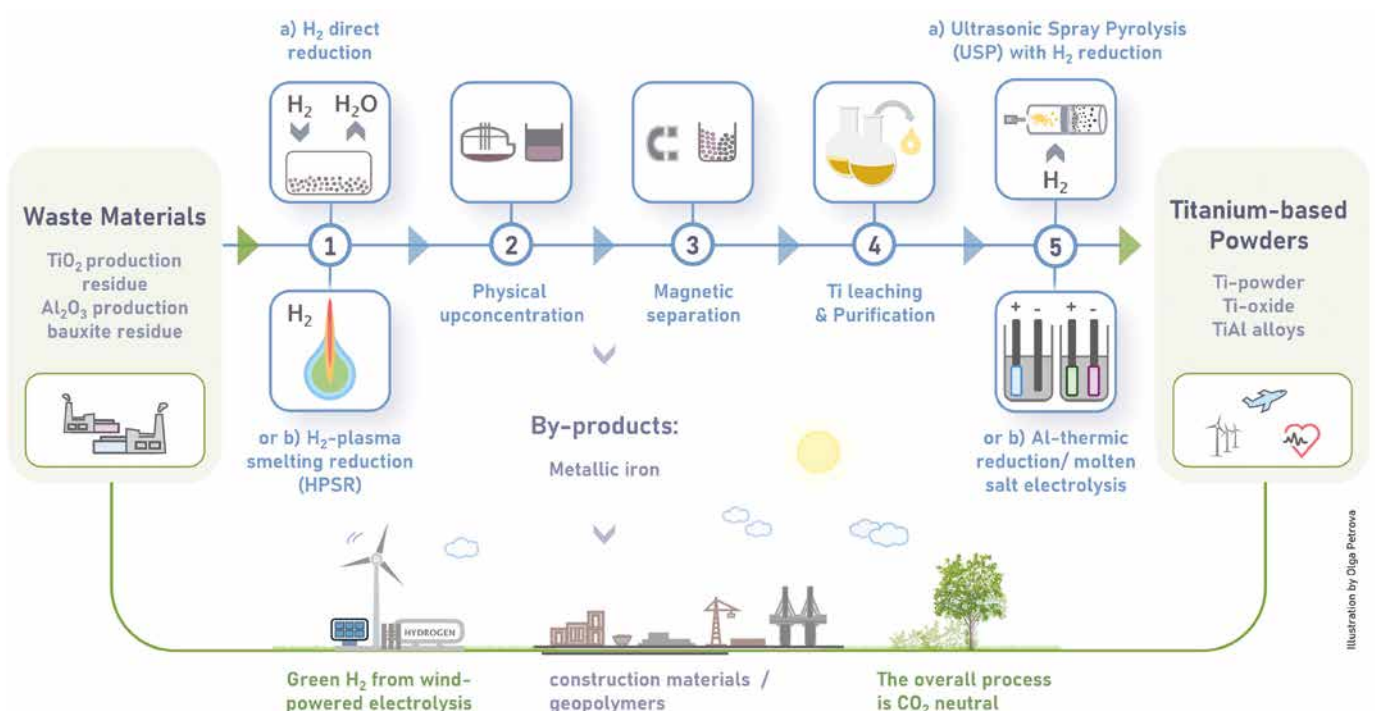 a) H₂ direct
reduction
H₂ H₂O
a) Ultrasonic Spray Pyrolysis
(USP) with H₂ reduction
H₂
Waste Materials
TiO₂ production
residue
Al₂O₃ production
bauxite residue
1
2
3
4
5
Physical
upconcentration
Magnetic
separation
Ti leaching
& Purification
Titanium-based
Powders
Ti-powder
Ti-oxide
TiAl alloys
H₂
or b) H₂-plasma
smelting reduction
(HPSR)
+ - + -
or b) Al-thermic
reduction/ molten
salt electrolysis
By-products:
Metallic iron
HYDROGEN
Green H₂ from wind-
powered electrolysis
construction materials /
geopolymers
The overall process
is CO₂ neutral
Illustration by Olga Petrova